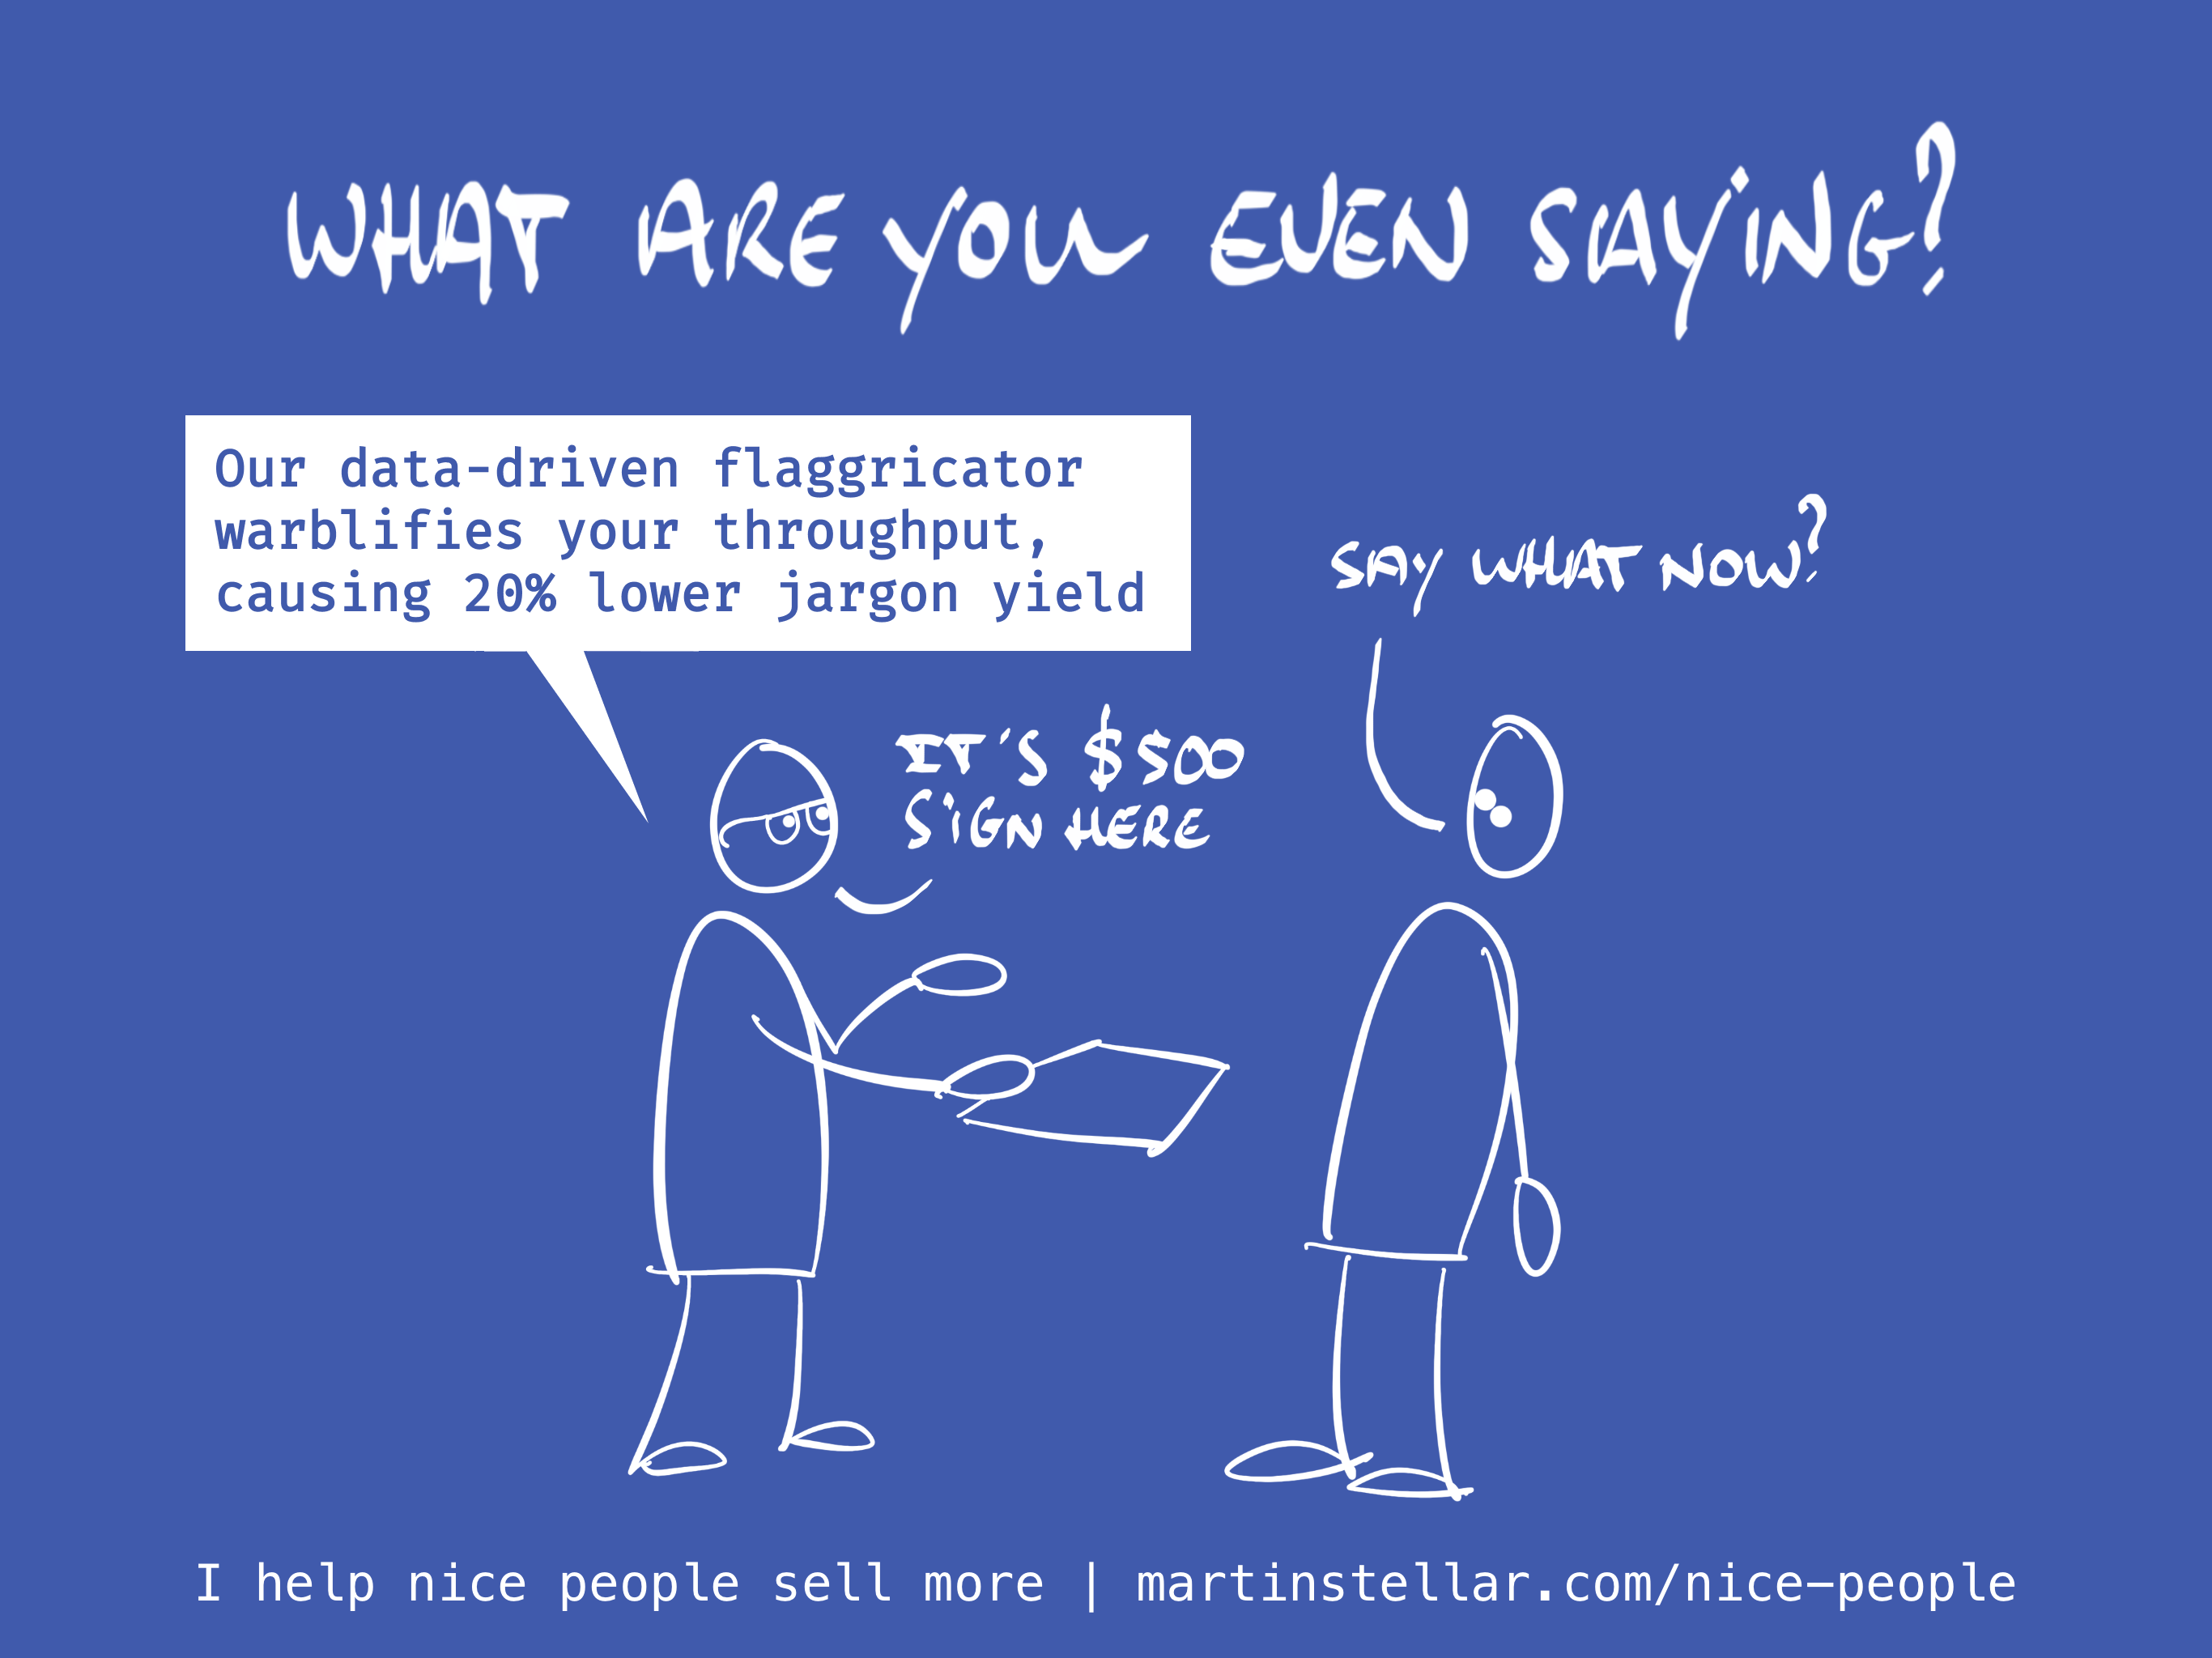 WHAT ARE YOU EVEN SAYING?
Our data-driven flaggricator
warblifies your throughput,
causing 20% lower jargon yield
SAY WHAT NOW?
IT'S $500
SIGN HERE
I help nice people sell more | martinstellar.com/nice-people